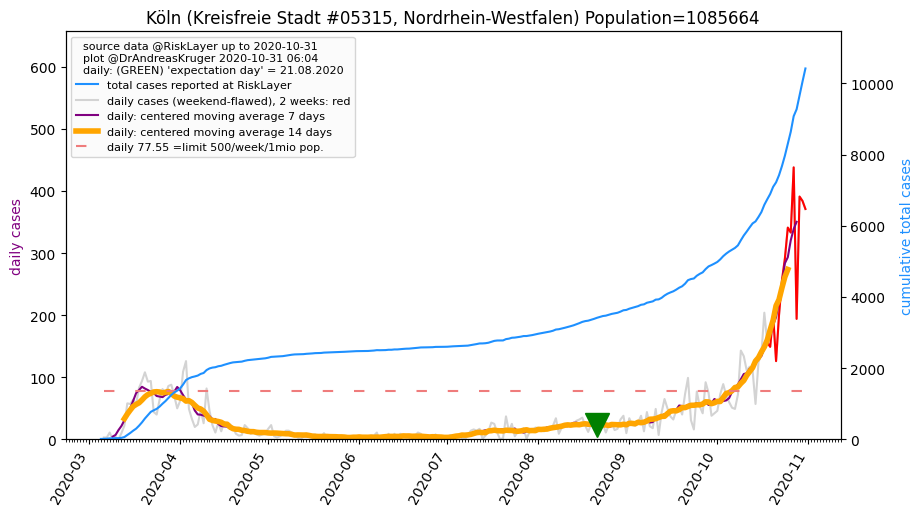 Köln (Kreisfreie Stadt #05315, Nordrhein-Westfalen) Population=1085664
source data @RiskLayer up to 2020-10-31
plot @DrAndreasKruger 2020-10-31 06:04
daily: (GREEN) 'expectation day' = 21.08.2020
total cases reported at RiskLayer
daily cases (weekend-flawed), 2 weeks: red
daily: centered moving average 7 days
daily: centered moving average 14 days
daily 77.55 =limit 500/week/1mio pop.
daily cases
600
500
400
300
200
100
0
cumulative total cases
10000
8000
6000
4000
2000
0
2020-03
2020-04
2020-05
2020-06
2020-07
2020-08
2020-09
2020-10
2020-11